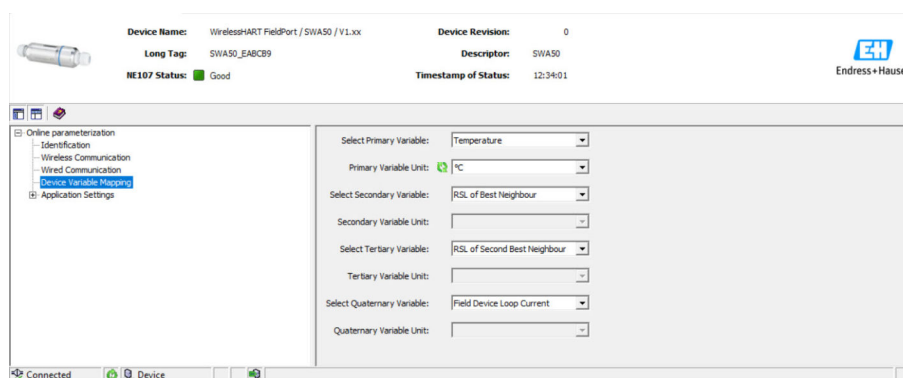 Device Name: WirelessHART FieldPort / SWA50 / V1.xx Device Revision: 0
Long Tag: SWA50_EABCB9 Descriptor: SWA50
NE107 Status: Good Timestamp of Status: 12:34:01
EH
Endress+Hause
Online parameterization
Identification
Wireless Communication
Wired Communication
Device Variable Mapping
Application Settings
Select Primary Variable: Temperature
Primary Variable Unit: °C
Select Secondary Variable: RSL of Best Neighbour
Secondary Variable Unit:
Select Tertiary Variable: RSL of Second Best Neighbour
Tertiary Variable Unit:
Select Quaternary Variable: Field Device Loop Current
Quaternary Variable Unit:
Connected Device